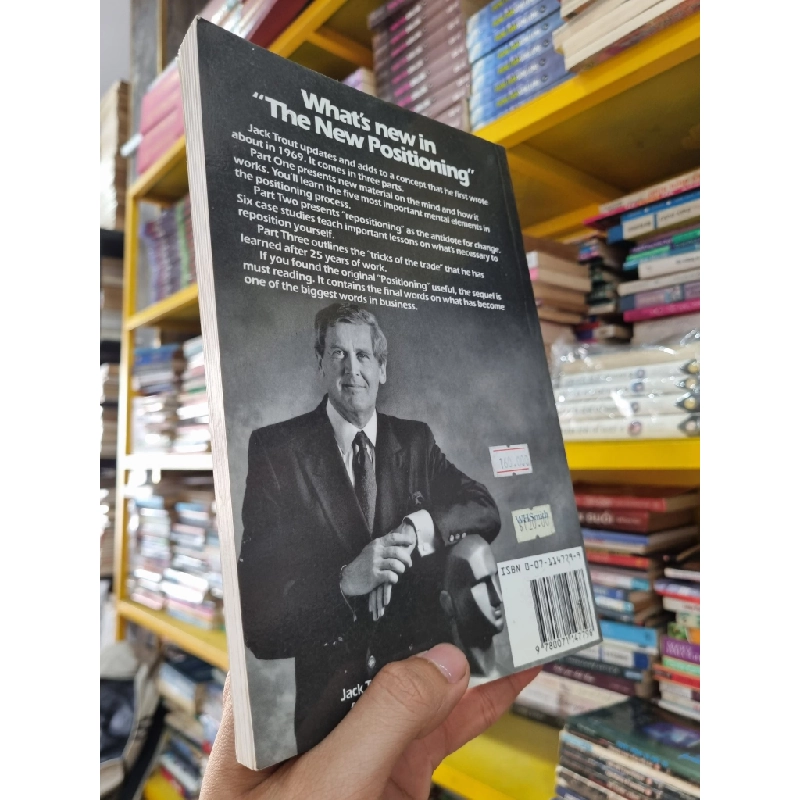 What's new in
"The New Positioning"
Jack Trout updates and adds to a concept that he first wrote
about in 1969. It comes in three parts.
Part One presents new material on the mind and how it
works. You'll learn the five most important mental elements in
the positioning process.
Part Two presents "repositioning" as the antidote for change.
Six case studies teach important lessons on what's necessary to
reposition yourself.
Part Three outlines the "tricks of the trade" that he has
learned after 25 years of work.
If you found the original "Positioning" useful, the sequel is
must reading. It contains the final words on what has become
one of the biggest words in business.
160.000
WHSmith
$120.00
ISBN 0-07-114779-9
Jack